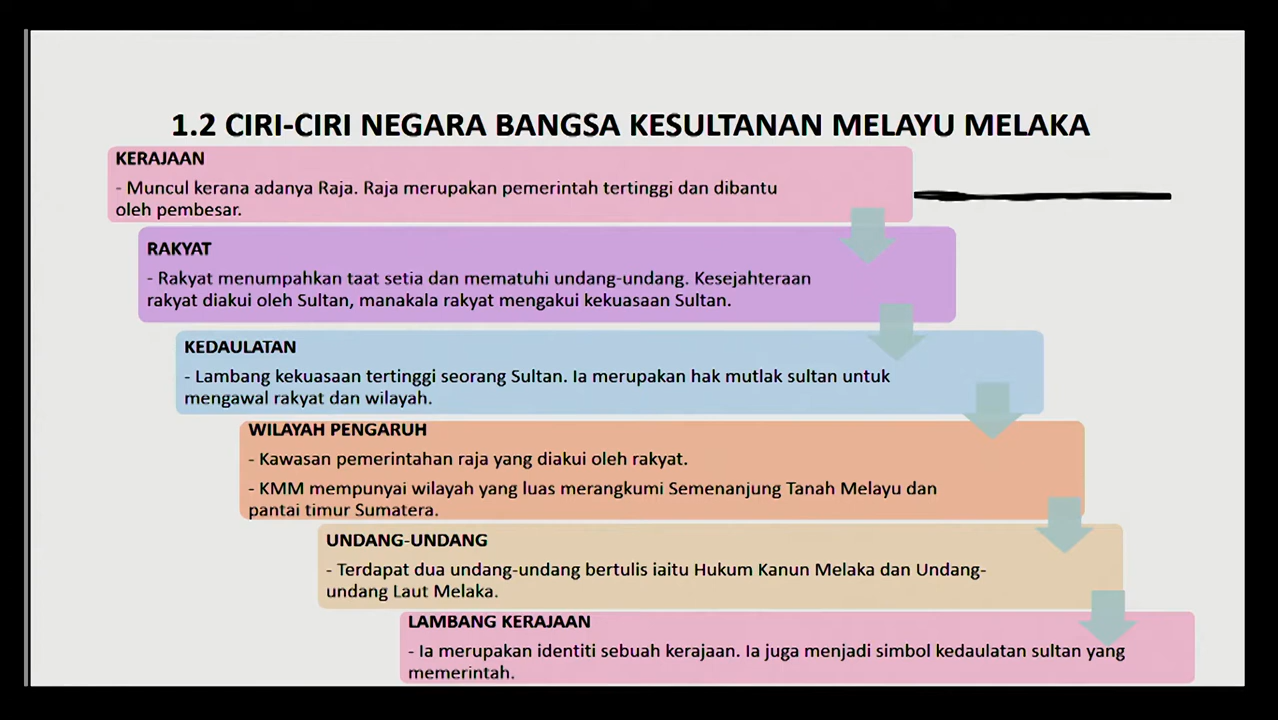 1.2 CIRI-CIRI NEGARA BANGSA KESULTANAN MELAYU MELAKA
KERAJAAN
- Muncul kerana adanya Raja. Raja merupakan pemerintah tertinggi dan dibantu
oleh pembesar.
RAKYAT
- Rakyat menumpahkan taat setia dan mematuhi undang-undang. Kesejahteraan
rakyat diakui oleh Sultan, manakala rakyat mengakui kekuasaan Sultan.
KEDAULATAN
- Lambang kekuasaan tertinggi seorang Sultan. Ia merupakan hak mutlak sultan untuk
mengawal rakyat dan wilayah.
WILAYAH PENGARUH
- Kawasan pemerintahan raja yang diakui oleh rakyat.
- KMM mempunyai wilayah yang luas merangkumi Semenanjung Tanah Melayu dan
pantai timur Sumatera.
UNDANG-UNDANG
- Terdapat dua undang-undang bertulis iaitu Hukum Kanun Melaka dan Undang-
undang Laut Melaka.
LAMBANG KERAJAAN
- Ia merupakan identiti sebuah kerajaan. Ia juga menjadi simbol kedaulatan sultan yang
memerintah.